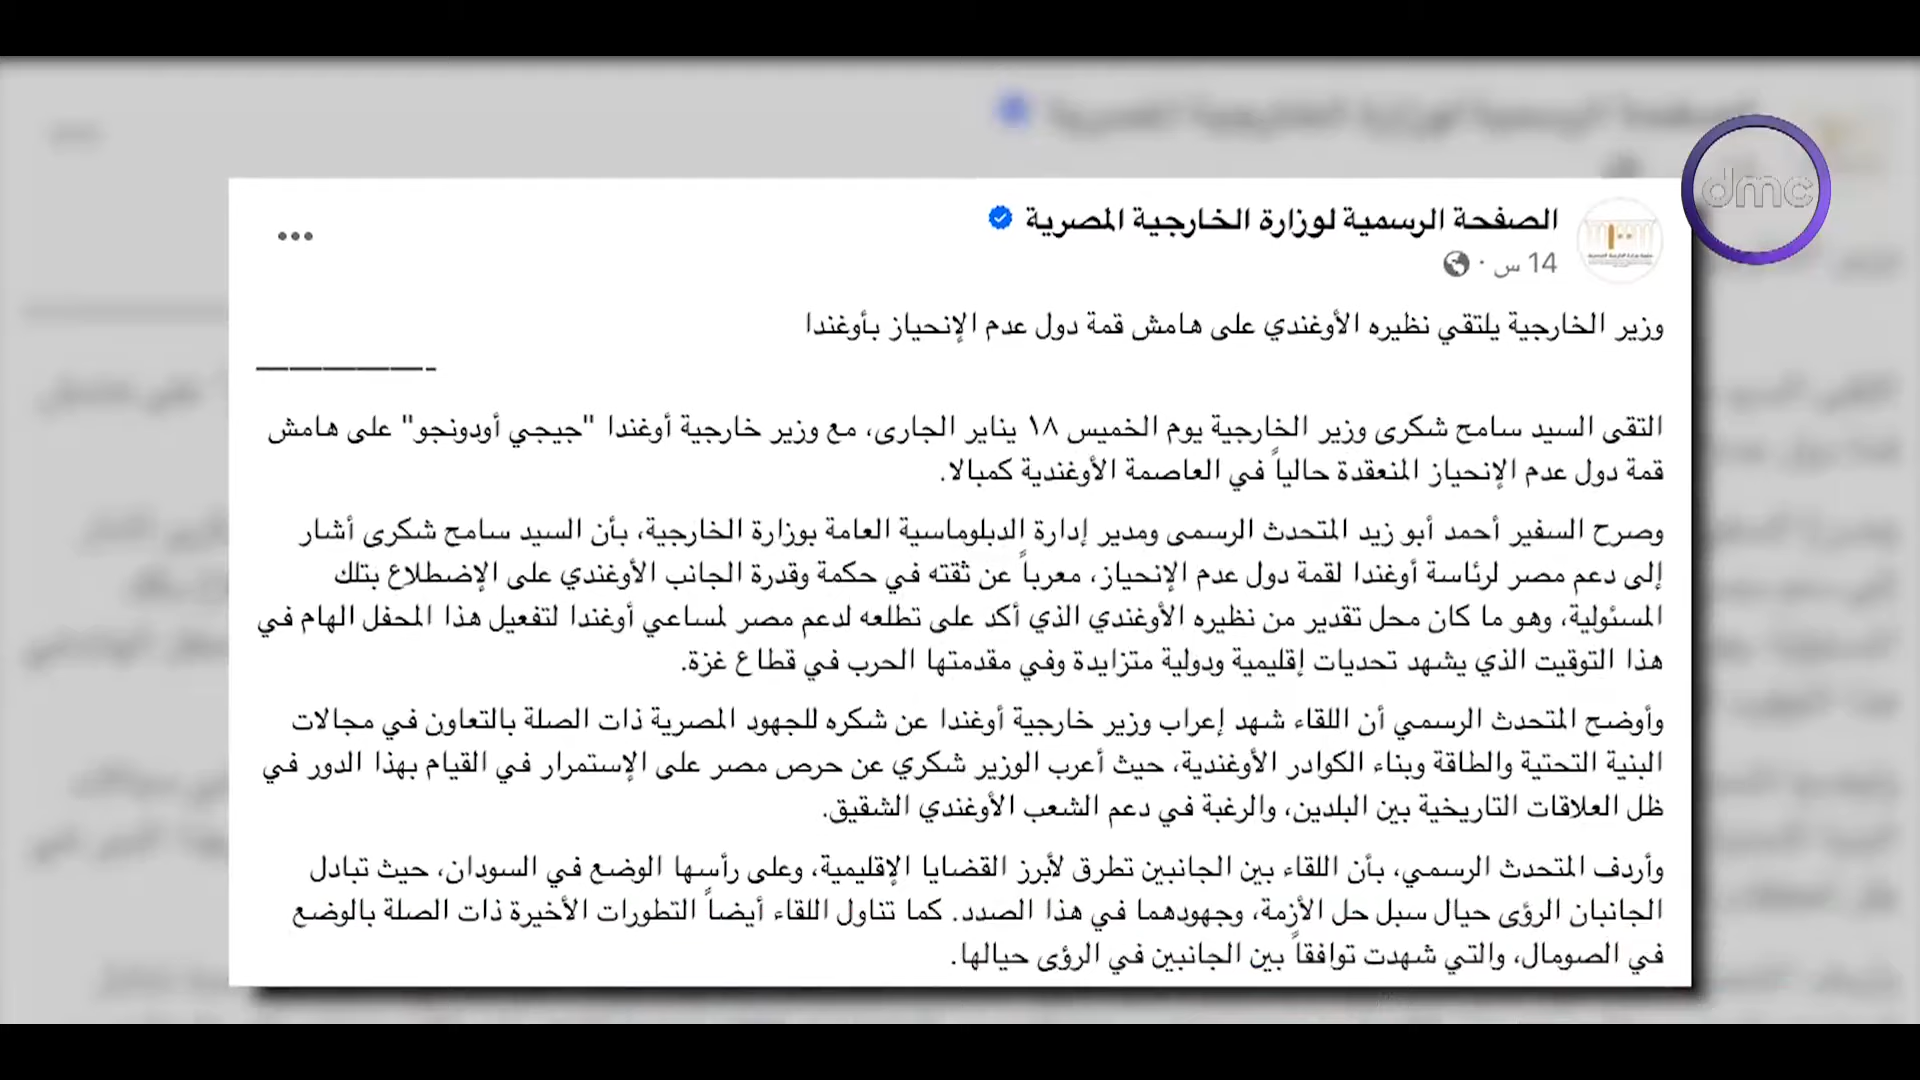 dmc
الصفحة الرسمية لوزارة الخارجية المصرية
14 س ·
وزير الخارجية يلتقي نظيره الأوغندي على هامش قمة دول عدم الإنحياز بأوغندا
——————-
التقى السيد سامح شكرى وزير الخارجية يوم الخميس ١٨ يناير الجارى، مع وزير خارجية أوغندا "جيجي أودونجو" على هامش
قمة دول عدم الإنحياز المنعقدة حالياً في العاصمة الأوغندية كمبالا.
وصرح السفير أحمد أبو زيد المتحدث الرسمى ومدير إدارة الدبلوماسية العامة بوزارة الخارجية، بأن السيد سامح شكرى أشار
إلى دعم مصر لرئاسة أوغندا لقمة دول عدم الإنحياز، معرباً عن ثقته في حكمة وقدرة الجانب الأوغندي على الإضطلاع بتلك
المسئولية، وهو ما كان محل تقدير من نظيره الأوغندي الذي أكد على تطلعه لدعم مصر لمساعي أوغندا لتفعيل هذا المحفل الهام في
هذا التوقيت الذي يشهد تحديات إقليمية ودولية متزايدة وفي مقدمتها الحرب في قطاع غزة.
وأوضح المتحدث الرسمي أن اللقاء شهد إعراب وزير خارجية أوغندا عن شكره للجهود المصرية ذات الصلة بالتعاون في مجالات
البنية التحتية والطاقة وبناء الكوادر الأوغندية، حيث أعرب الوزير شكري عن حرص مصر على الإستمرار في القيام بهذا الدور في
ظل العلاقات التاريخية بين البلدين، والرغبة في دعم الشعب الأوغندي الشقيق.
وأردف المتحدث الرسمي، بأن اللقاء بين الجانبين تطرق لأبرز القضايا الإقليمية، وعلى رأسها الوضع في السودان، حيث تبادل
الجانبان الرؤى حيال سبل حل الأزمة، وجهودهما في هذا الصدد. كما تناول اللقاء أيضاً التطورات الأخيرة ذات الصلة بالوضع
في الصومال، والتي شهدت توافقاً بين الجانبين في الرؤى حيالها.